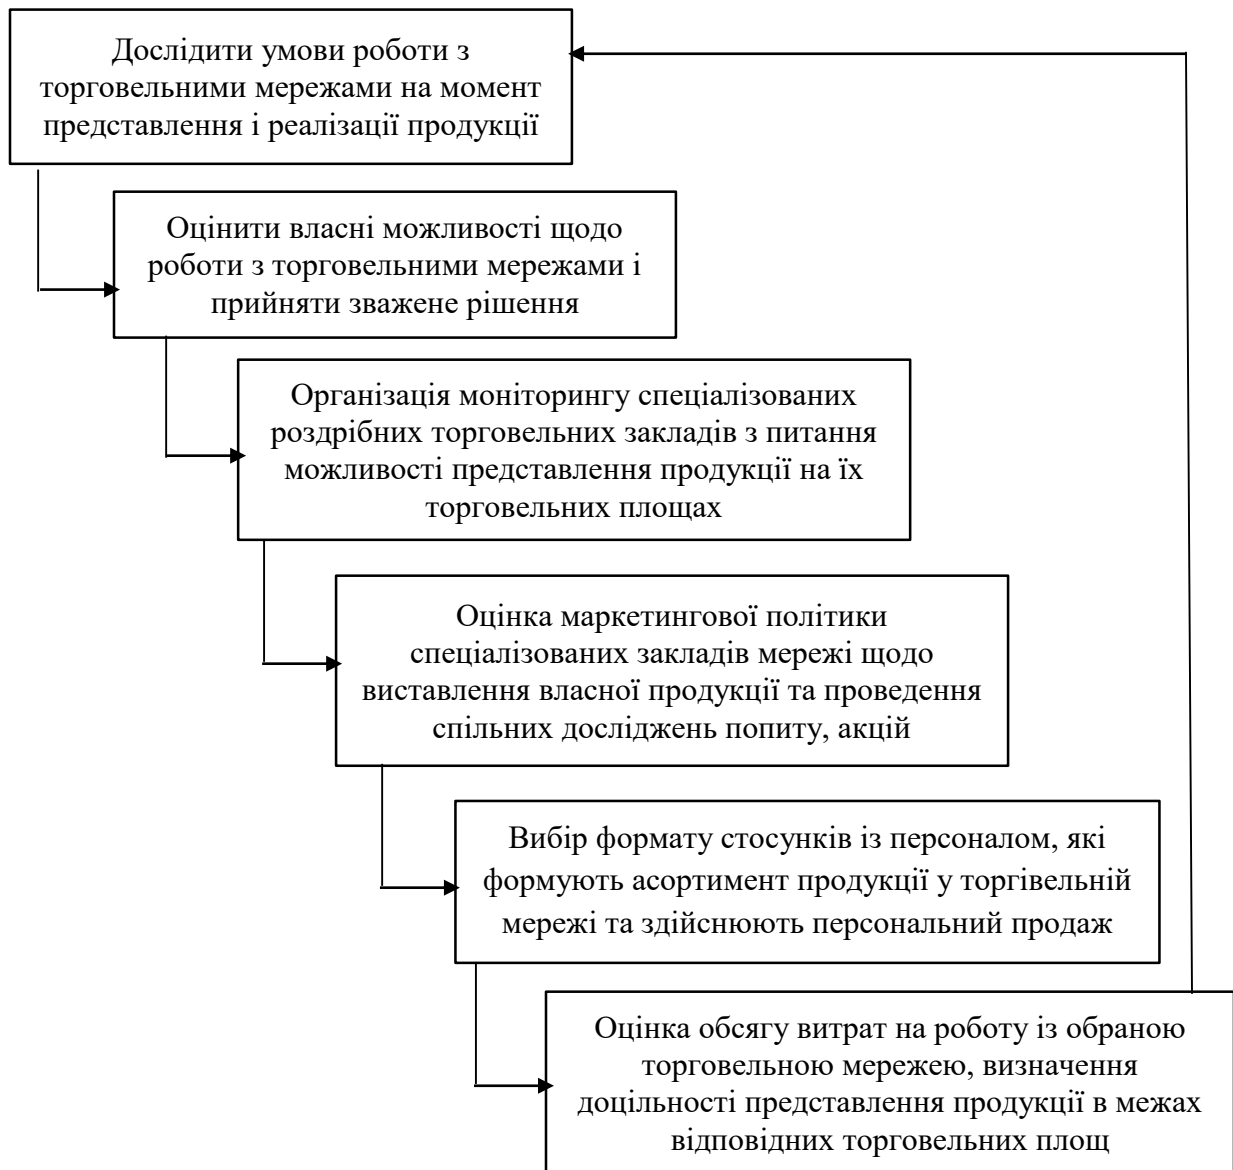 Дослідити умови роботи з
торговельними мережами на момент
представлення і реалізації продукції
Оцінити власні можливості щодо
роботи з торговельними мережами і
прийняти зважене рішення
Організація моніторингу спеціалізованих
роздрібних торговельних закладів з питання
можливості представлення продукції на їх
торговельних площах
Оцінка маркетингової політики
спеціалізованих закладів мережі щодо
виставлення власної продукції та проведення
спільних досліджень попиту, акцій
Вибір формату стосунків із персоналом, які
формують асортимент продукції у торгівельній
мережі та здійснюють персональний продаж
Оцінка обсягу витрат на роботу із обраною
торговельною мережею, визначення
доцільності представлення продукції в межах
відповідних торговельних площ